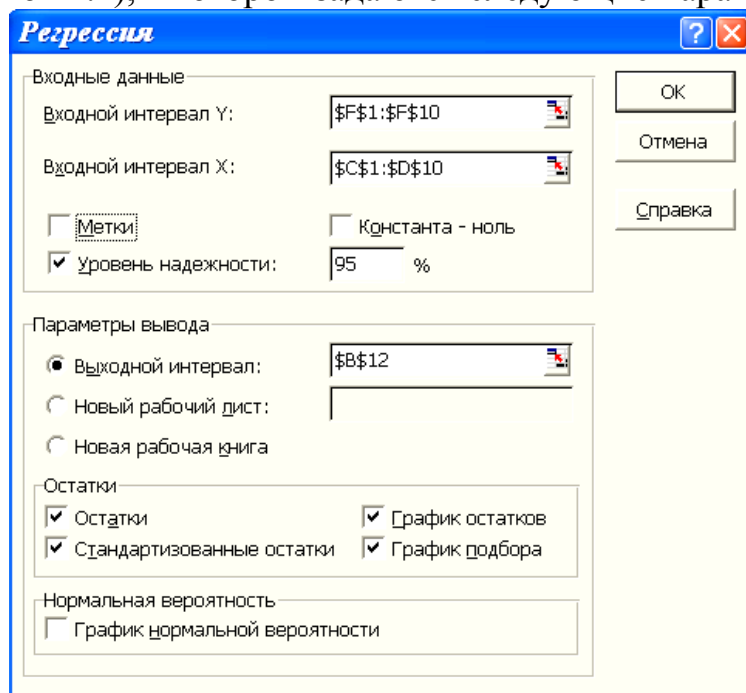 Регрессия
Входные данные
Входной интервал Y: $F$1:$F$10
Входной интервал X: $C$1:$D$10
Метки Константа - ноль
Уровень надежности: 95 %
OK
Отмена
Справка
Параметры вывода
Выходной интервал: $B$12
Новый рабочий лист:
Новая рабочая книга
Остатки
Остатки График остатков
Стандартизованные остатки График подбора
Нормальная вероятность
График нормальной вероятности